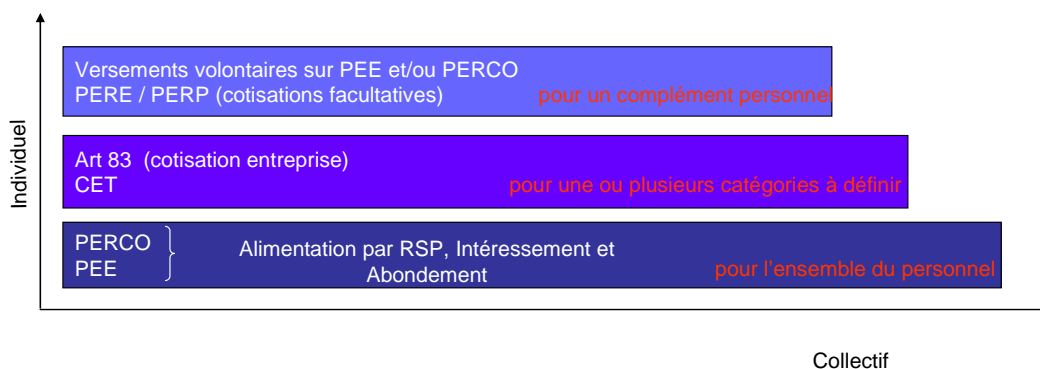 Versements volontaires sur PEE et/ou PERCO
PERE / PERP (cotisations facultatives) pour un complément personnel
Individuel
Art 83 (cotisation entreprise)
CET pour une ou plusieurs catégories à définir
PERCO
PEE
Alimentation par RSP, Intéressement et
Abondement
pour l'ensemble du personnel
Collectif